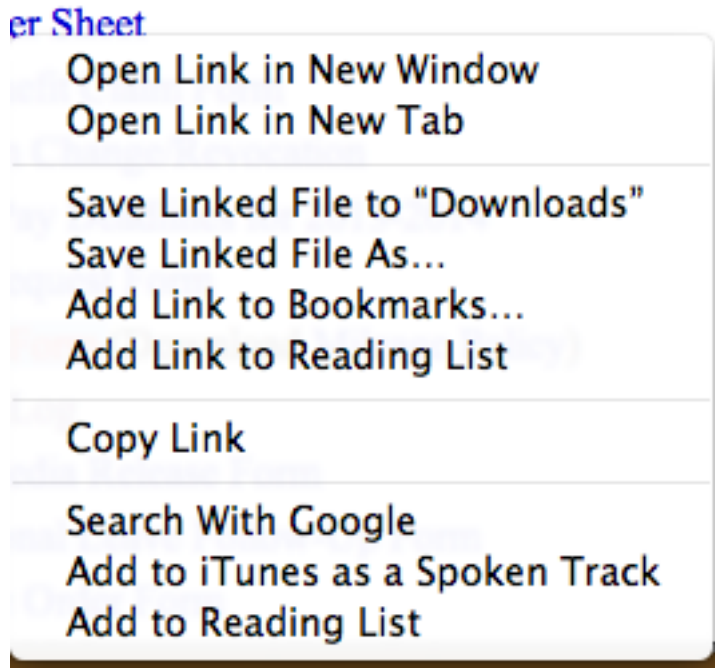 er Sheet
Open Link in New Window
Open Link in New Tab
Save Linked File to “Downloads”
Save Linked File As...
Add Link to Bookmarks...
Add Link to Reading List
Copy Link
Search With Google
Add to iTunes as a Spoken Track
Add to Reading List